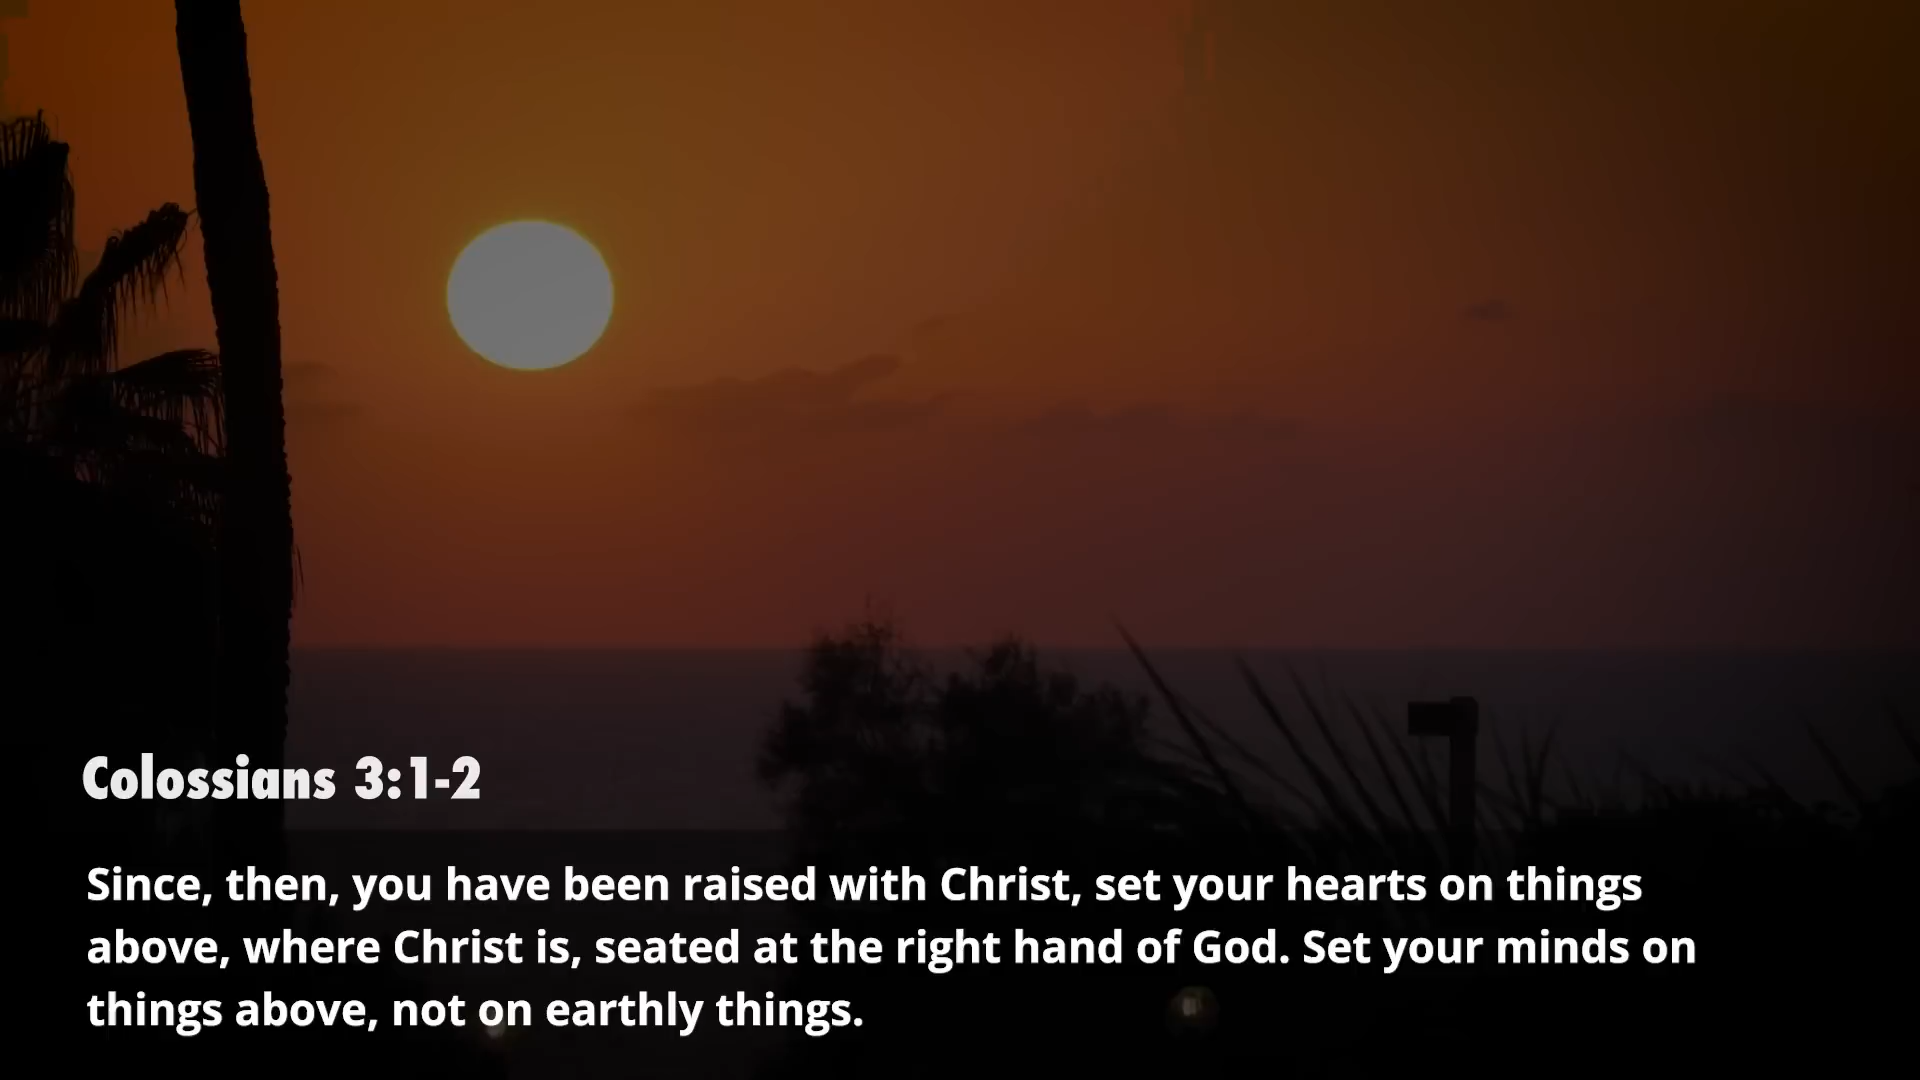 Colossians 3:1-2
Since, then, you have been raised with Christ, set your hearts on things
above, where Christ is, seated at the right hand of God. Set your minds on
things above, not on earthly things.